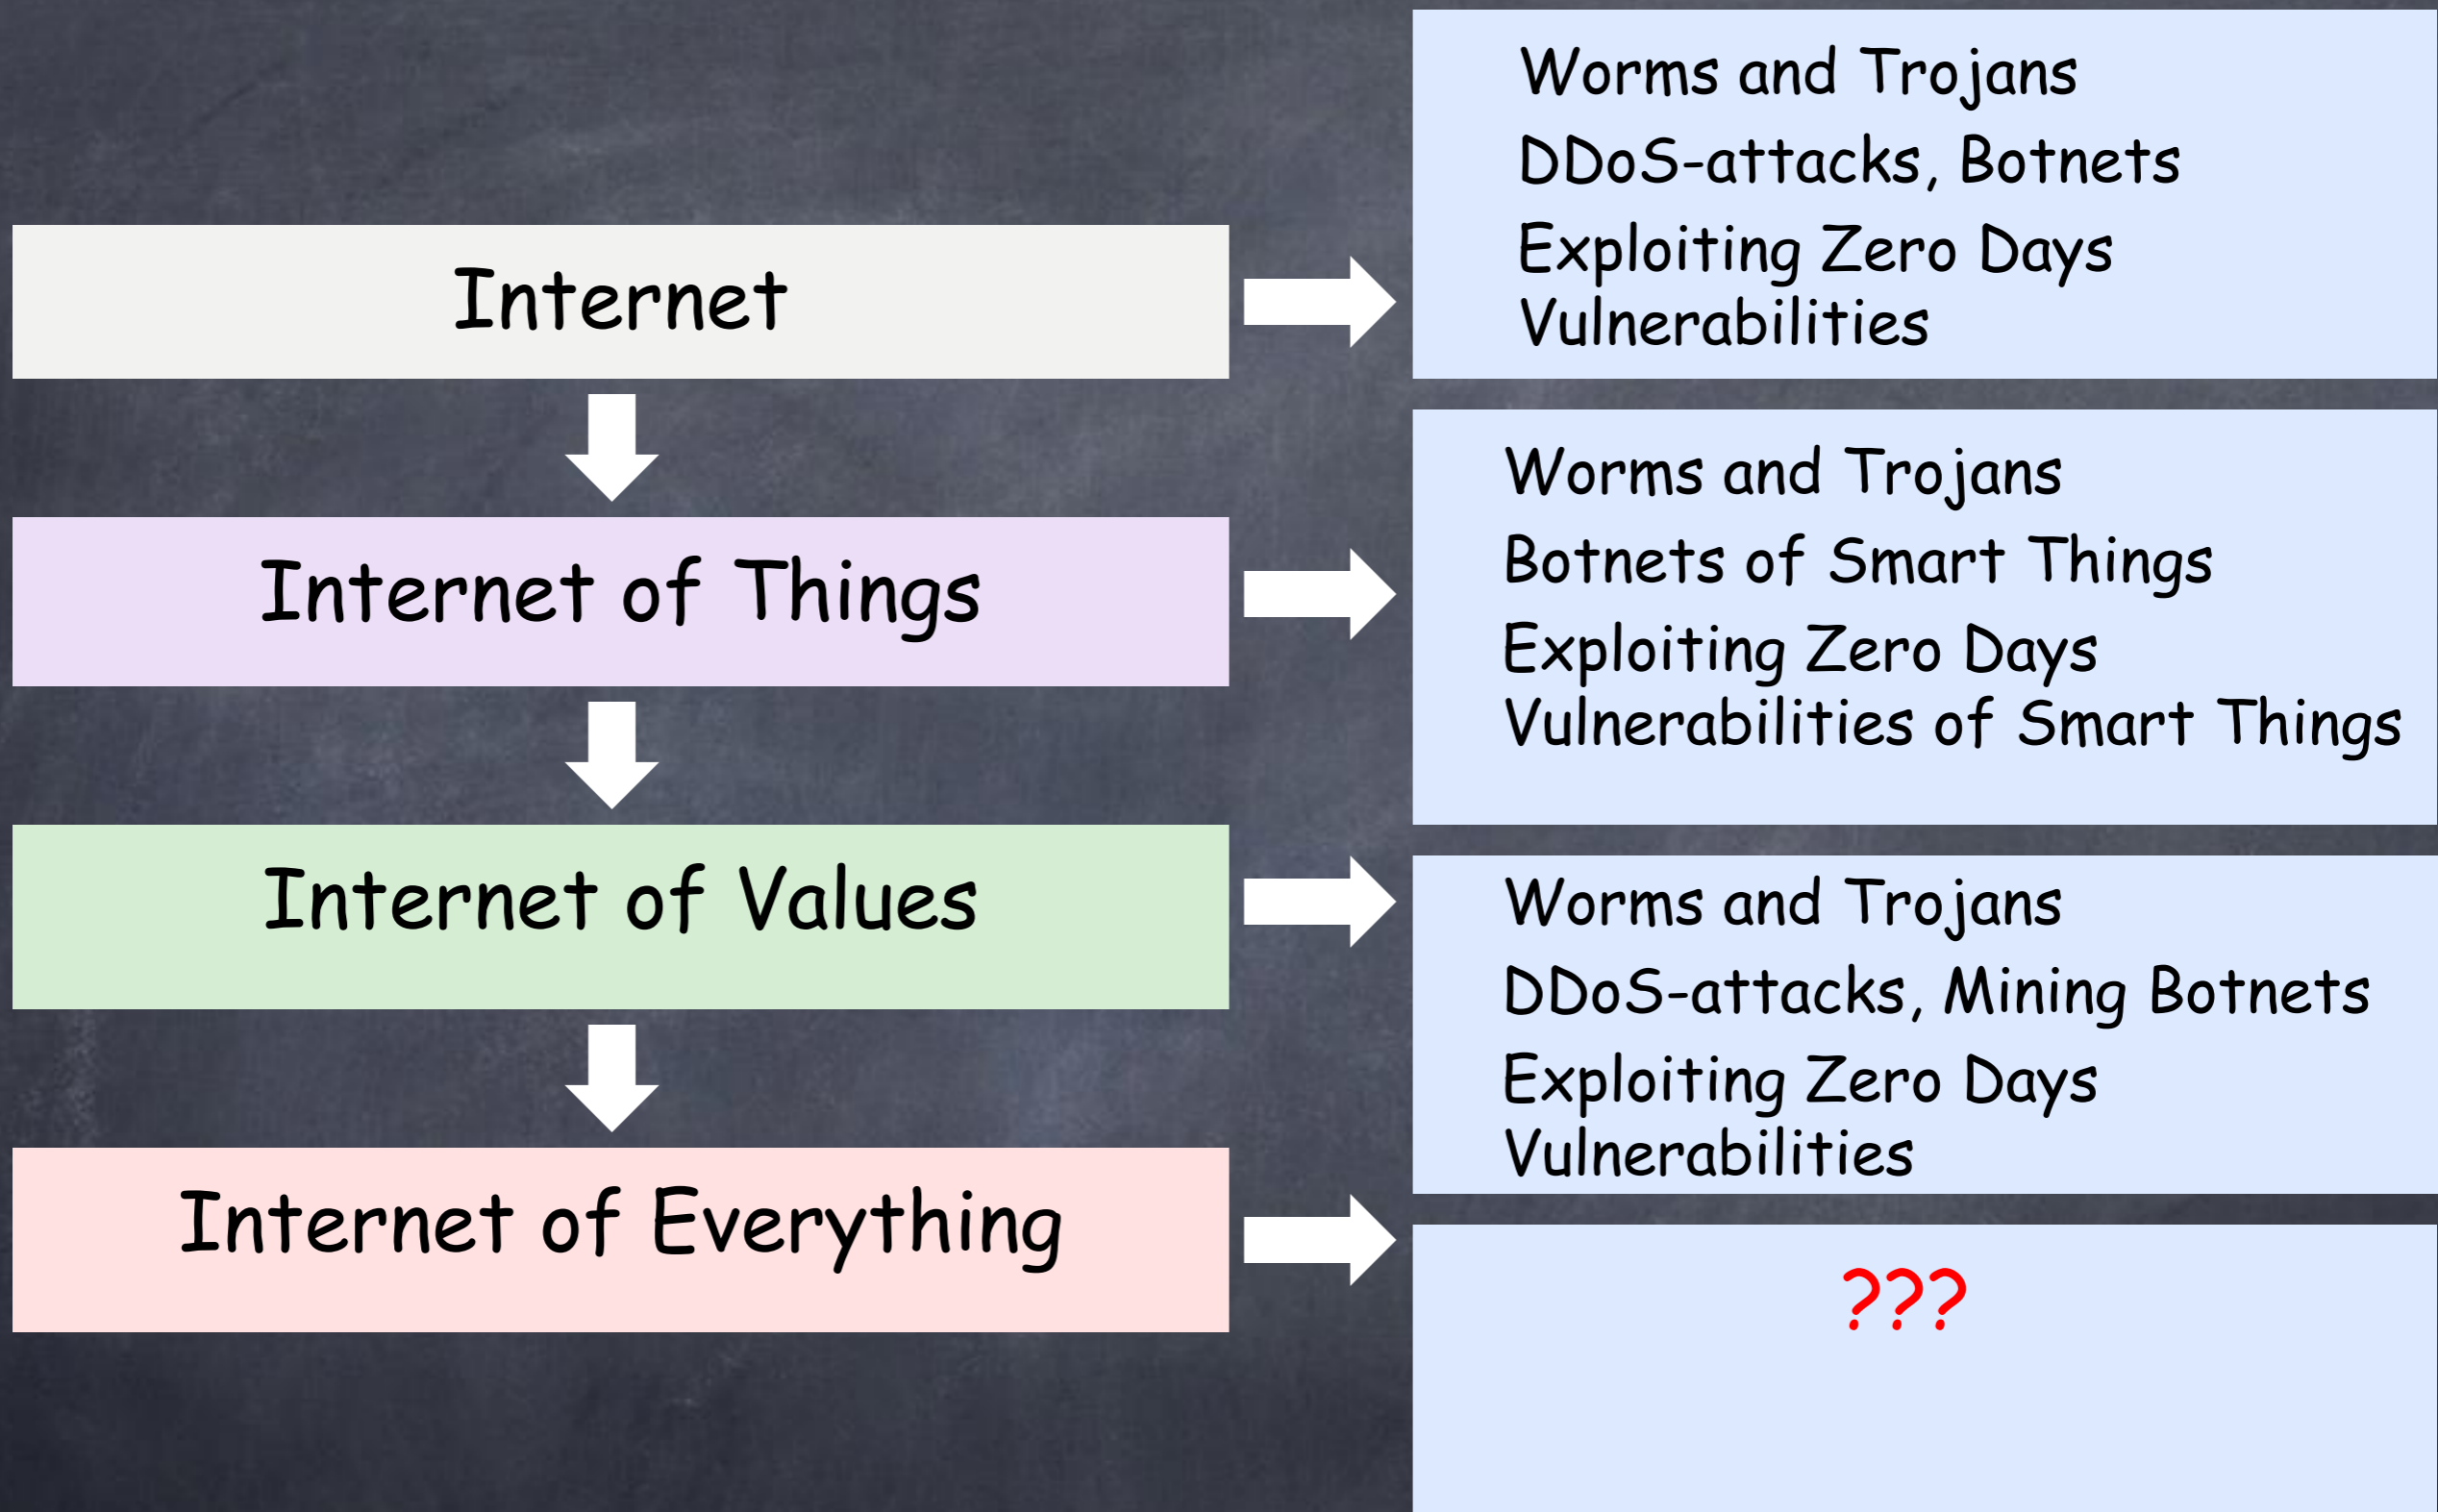 Internet
Worms and Trojans
DDoS-attacks, Botnets
Exploiting Zero Days
Vulnerabilities
Internet of Things
Worms and Trojans
Botnets of Smart Things
Exploiting Zero Days
Vulnerabilities of Smart Things
Internet of Values
Worms and Trojans
DDoS-attacks, Mining Botnets
Exploiting Zero Days
Vulnerabilities
Internet of Everything
???